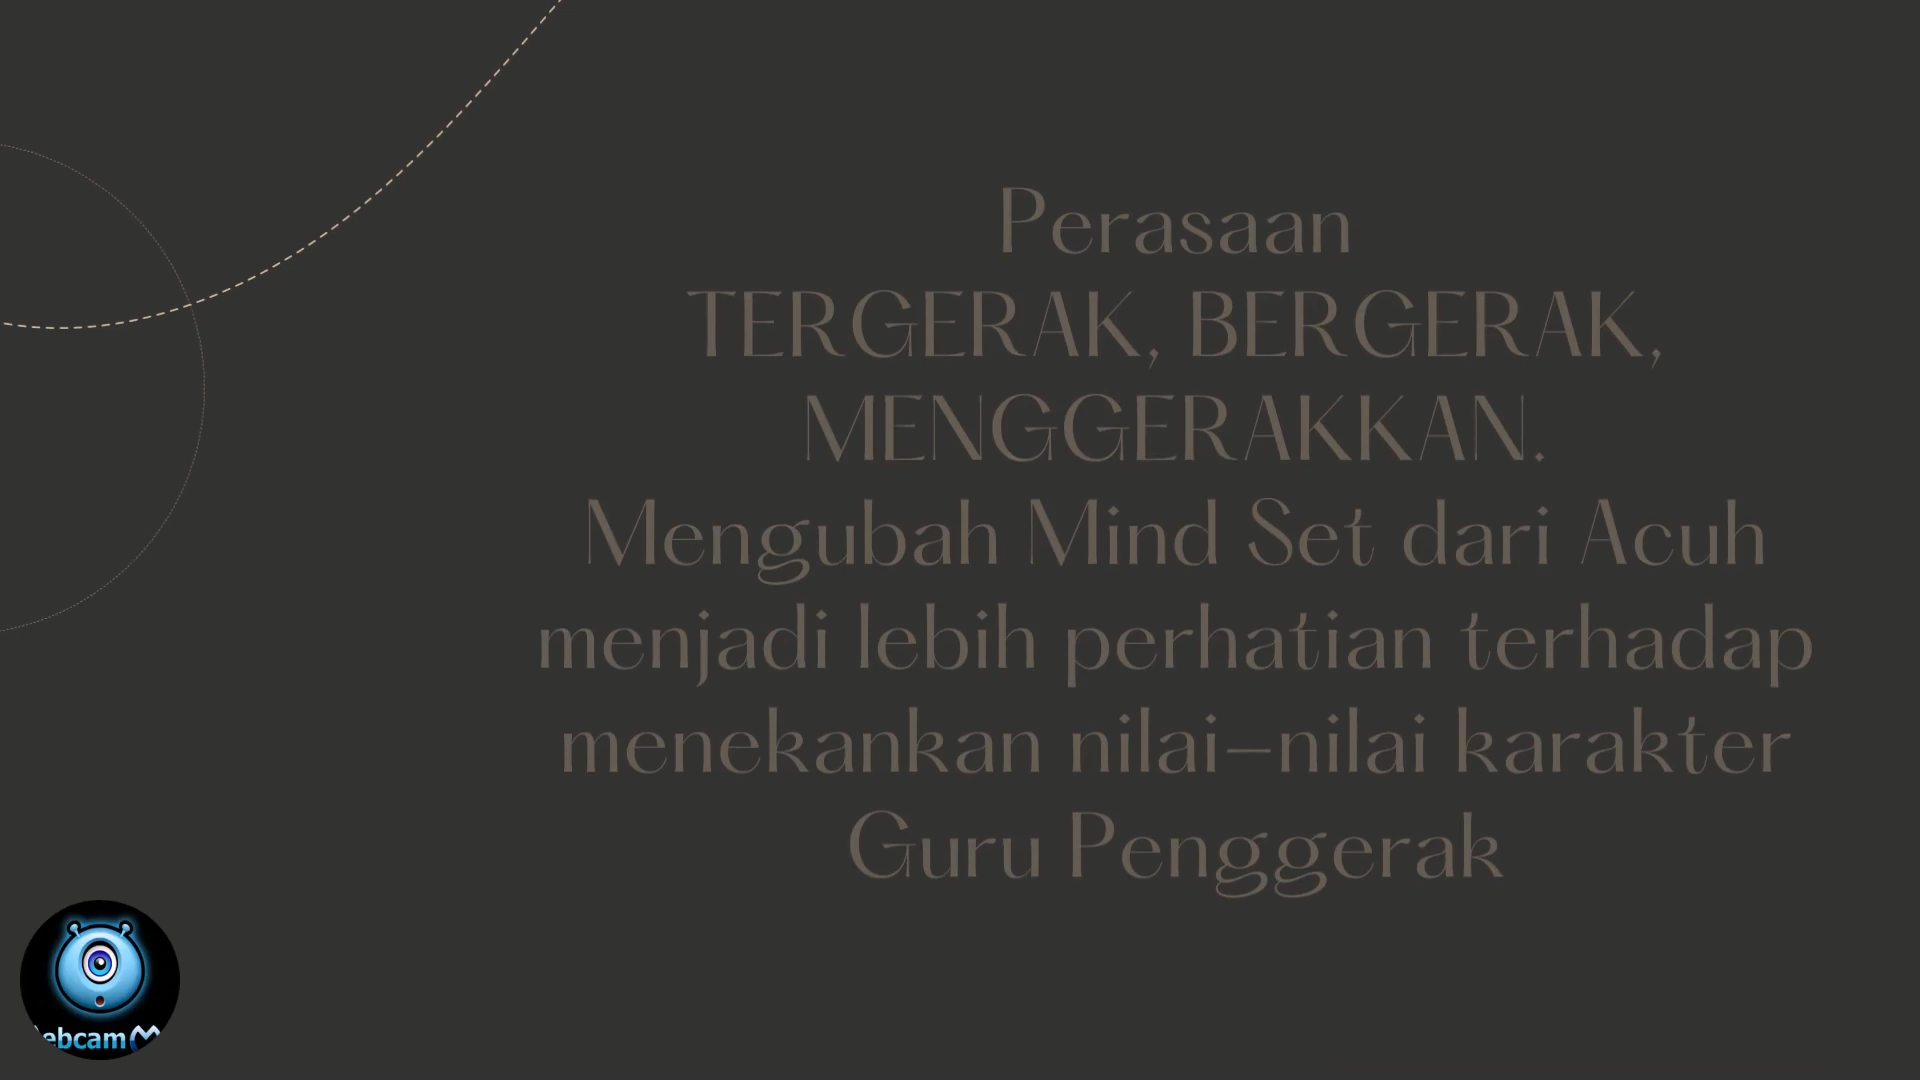 Perasaan
TERGERAK, BERGERAK,
MENGGERAKKAN.
Mengubah Mind Set dari Acuh
menjadi lebih perhatian terhadap
menekankan nilai-nilai karakter
Guru Penggerak
ebcam M